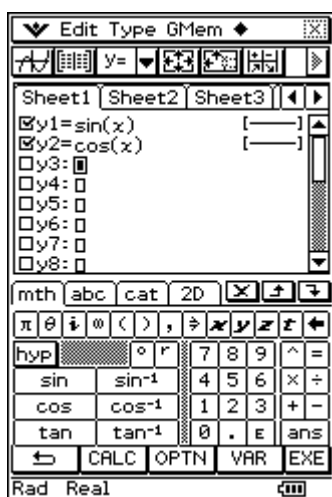 Edit Type GMem
y=
Sheet1 Sheet2 Sheet3
y1=sin(x) [—]
y2=cos(x) [—]
y3:
y4:
y5:
y6:
y7:
y8:
mth abc cat 2D
π θ i ∞ ( ) , ⇒ x y z t ←
hyp ° r 7 8 9 ^ =
sin sin⁻¹ 4 5 6 × ÷
cos cos⁻¹ 1 2 3 + −
tan tan⁻¹ 0 . E ans
CALC OPTN VAR EXE
Rad Real